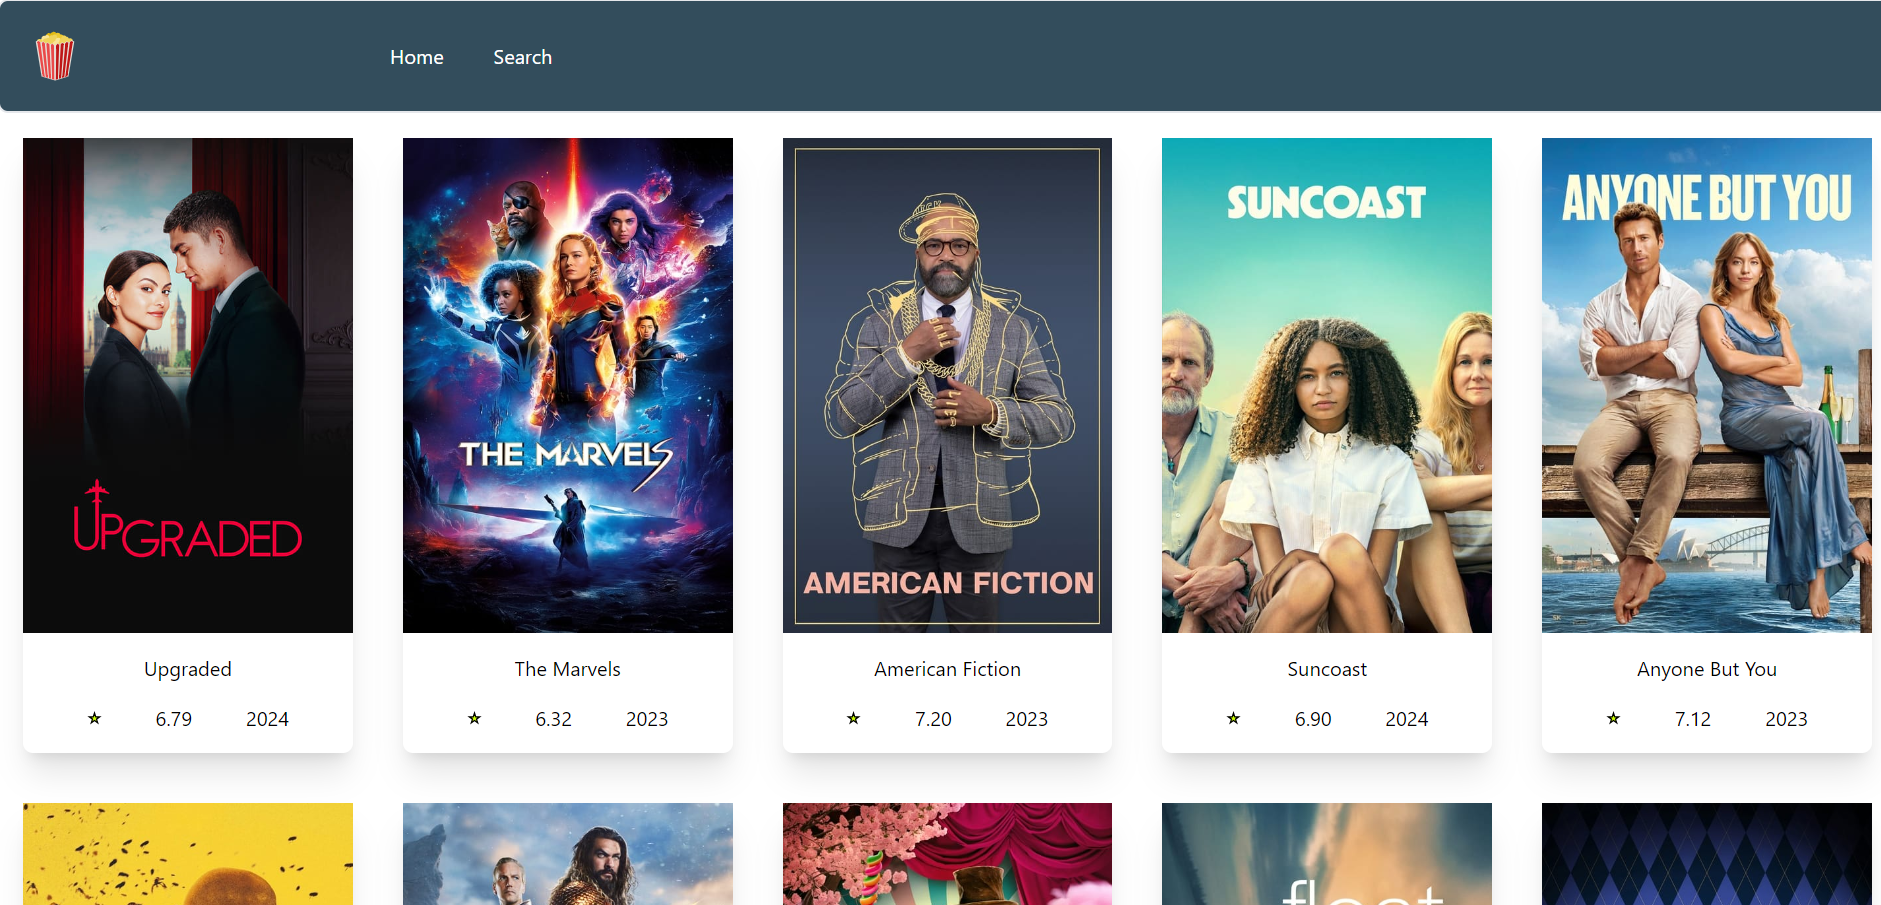 Home Search
SUNCOAST
ANYONE BUT YOU
THE MARVELS
UPGRADED
AMERICAN FICTION
Upgraded
The Marvels
American Fiction
Suncoast
Anyone But You
6.79 2024
6.32 2023
7.20 2023
6.90 2024
7.12 2023
float